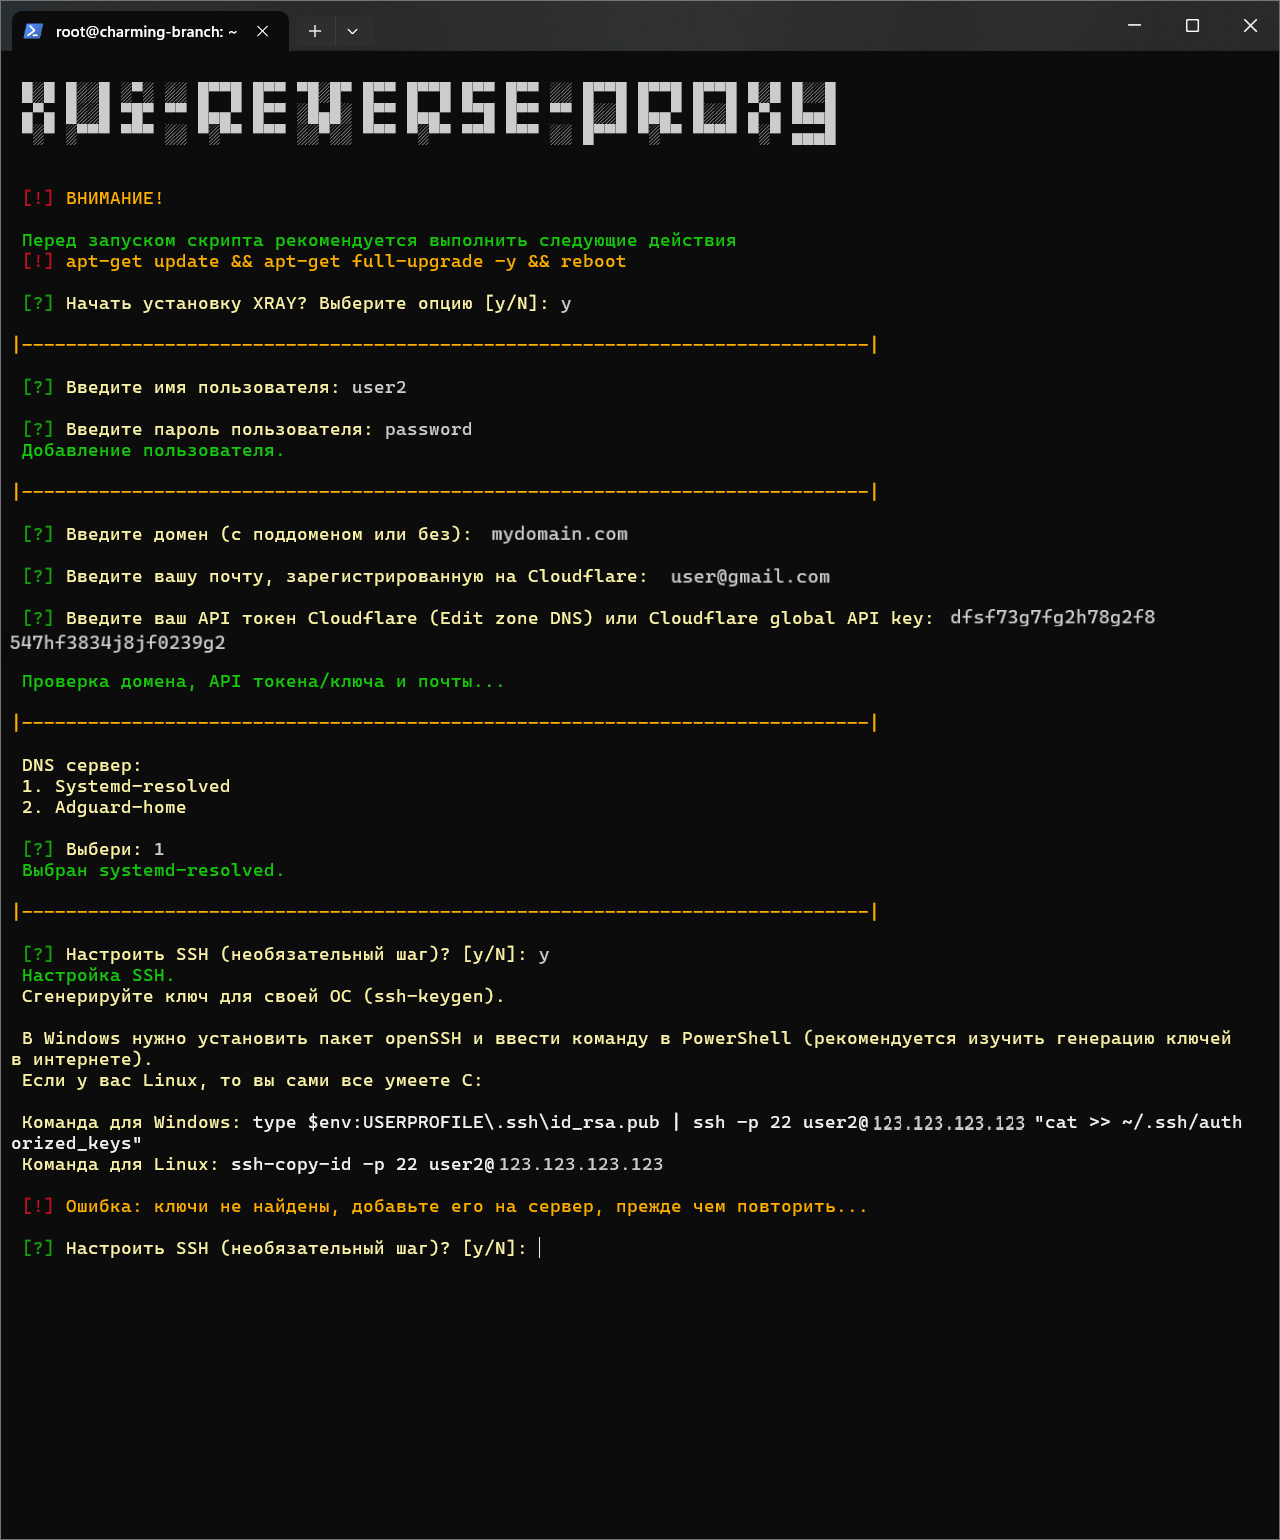 root@charming-branch: ~
XUI-REVERSE-PROXY
[!] ВНИМАНИЕ!
Перед запуском скрипта рекомендуется выполнить следующие действия
[!] apt-get update && apt-get full-upgrade -y && reboot
[?] Начать установку XRAY? Выберите опцию [y/N]: y
|-----------------------------------------------------------------------------|
[?] Введите имя пользователя: user2
[?] Введите пароль пользователя: password
Добавление пользователя.
|-----------------------------------------------------------------------------|
[?] Введите домен (с поддоменом или без): mydomain.com
[?] Введите вашу почту, зарегистрированную на Cloudflare: user@gmail.com
[?] Введите ваш API токен Cloudflare (Edit zone DNS) или Cloudflare global API key: dfsf73g7fg2h78g2f8
547hf3834j8jf0239g2
Проверка домена, API токена/ключа и почты...
|-----------------------------------------------------------------------------|
DNS сервер:
1. Systemd-resolved
2. Adguard-home
[?] Выбери: 1
Выбран systemd-resolved.
|-----------------------------------------------------------------------------|
[?] Настроить SSH (необязательный шаг)? [y/N]: y
Настройка SSH.
Сгенерируйте ключ для своей ОС (ssh-keygen).
В Windows нужно установить пакет openSSH и ввести команду в PowerShell (рекомендуется изучить генерацию ключей
в интернете).
Если у вас Linux, то вы сами все умеете С:
Команда для Windows: type $env:USERPROFILE\.ssh\id_rsa.pub | ssh -p 22 user2@123.123.123.123 "cat >> ~/.ssh/auth
orized_keys"
Команда для Linux: ssh-copy-id -p 22 user2@123.123.123.123
[!] Ошибка: ключи не найдены, добавьте его на сервер, прежде чем повторить...
[?] Настроить SSH (необязательный шаг)? [y/N]: